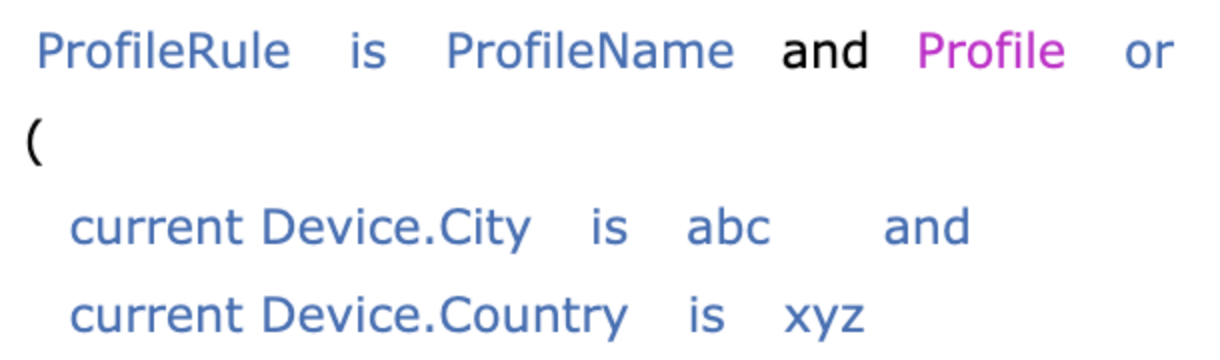 ProfileRule is ProfileName and Profile or
(
current Device.City is abc and
current Device.Country is xyz